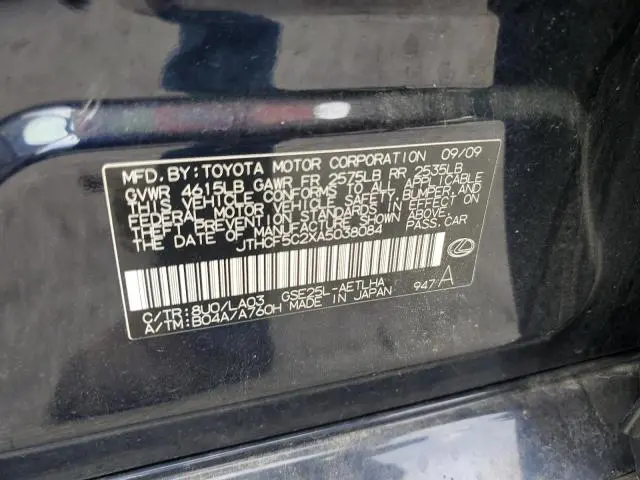 MFD. BY: TOYOTA MOTOR CORPORATION 09/09
GVWR 4615LB GAWR FR 2575LB RR 2535LB
THIS VEHICLE CONFORMS TO ALL APPLICABLE
FEDERAL MOTOR VEHICLE SAFETY, BUMPER, AND
THEFT PREVENTION STANDARDS IN EFFECT ON
THE DATE OF MANUFACTURE SHOWN ABOVE.
JTHCF5C2XA5038084 PASS. CAR
C/TR: 8U0/LA03 GSE25L-AETLHA
A/TM: B04A/A760H MADE IN JAPAN 947 A